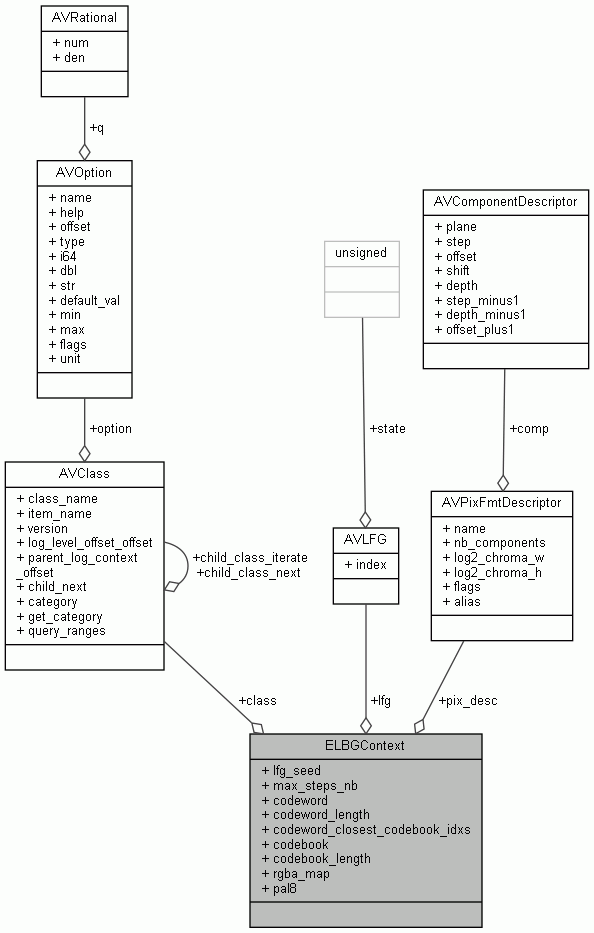 AVRational
+ num
+ den
+q
AVOption
+ name
+ help
+ offset
+ type
+ i64
+ dbl
+ str
+ default_val
+ min
+ max
+ flags
+ unit
+option
AVClass
+ class_name
+ item_name
+ version
+ log_level_offset_offset
+ parent_log_context
_offset
+ child_next
+ category
+ get_category
+ query_ranges
+child_class_iterate
+child_class_next
+class
unsigned
+state
AVLFG
+ index
+lfg
AVComponentDescriptor
+ plane
+ step
+ offset
+ shift
+ depth
+ step_minus1
+ depth_minus1
+ offset_plus1
+comp
AVPixFmtDescriptor
+ name
+ nb_components
+ log2_chroma_w
+ log2_chroma_h
+ flags
+ alias
+pix_desc
ELBGContext
+ lfg_seed
+ max_steps_nb
+ codeword
+ codeword_length
+ codeword_closest_codebook_idxs
+ codebook
+ codebook_length
+ rgba_map
+ pal8